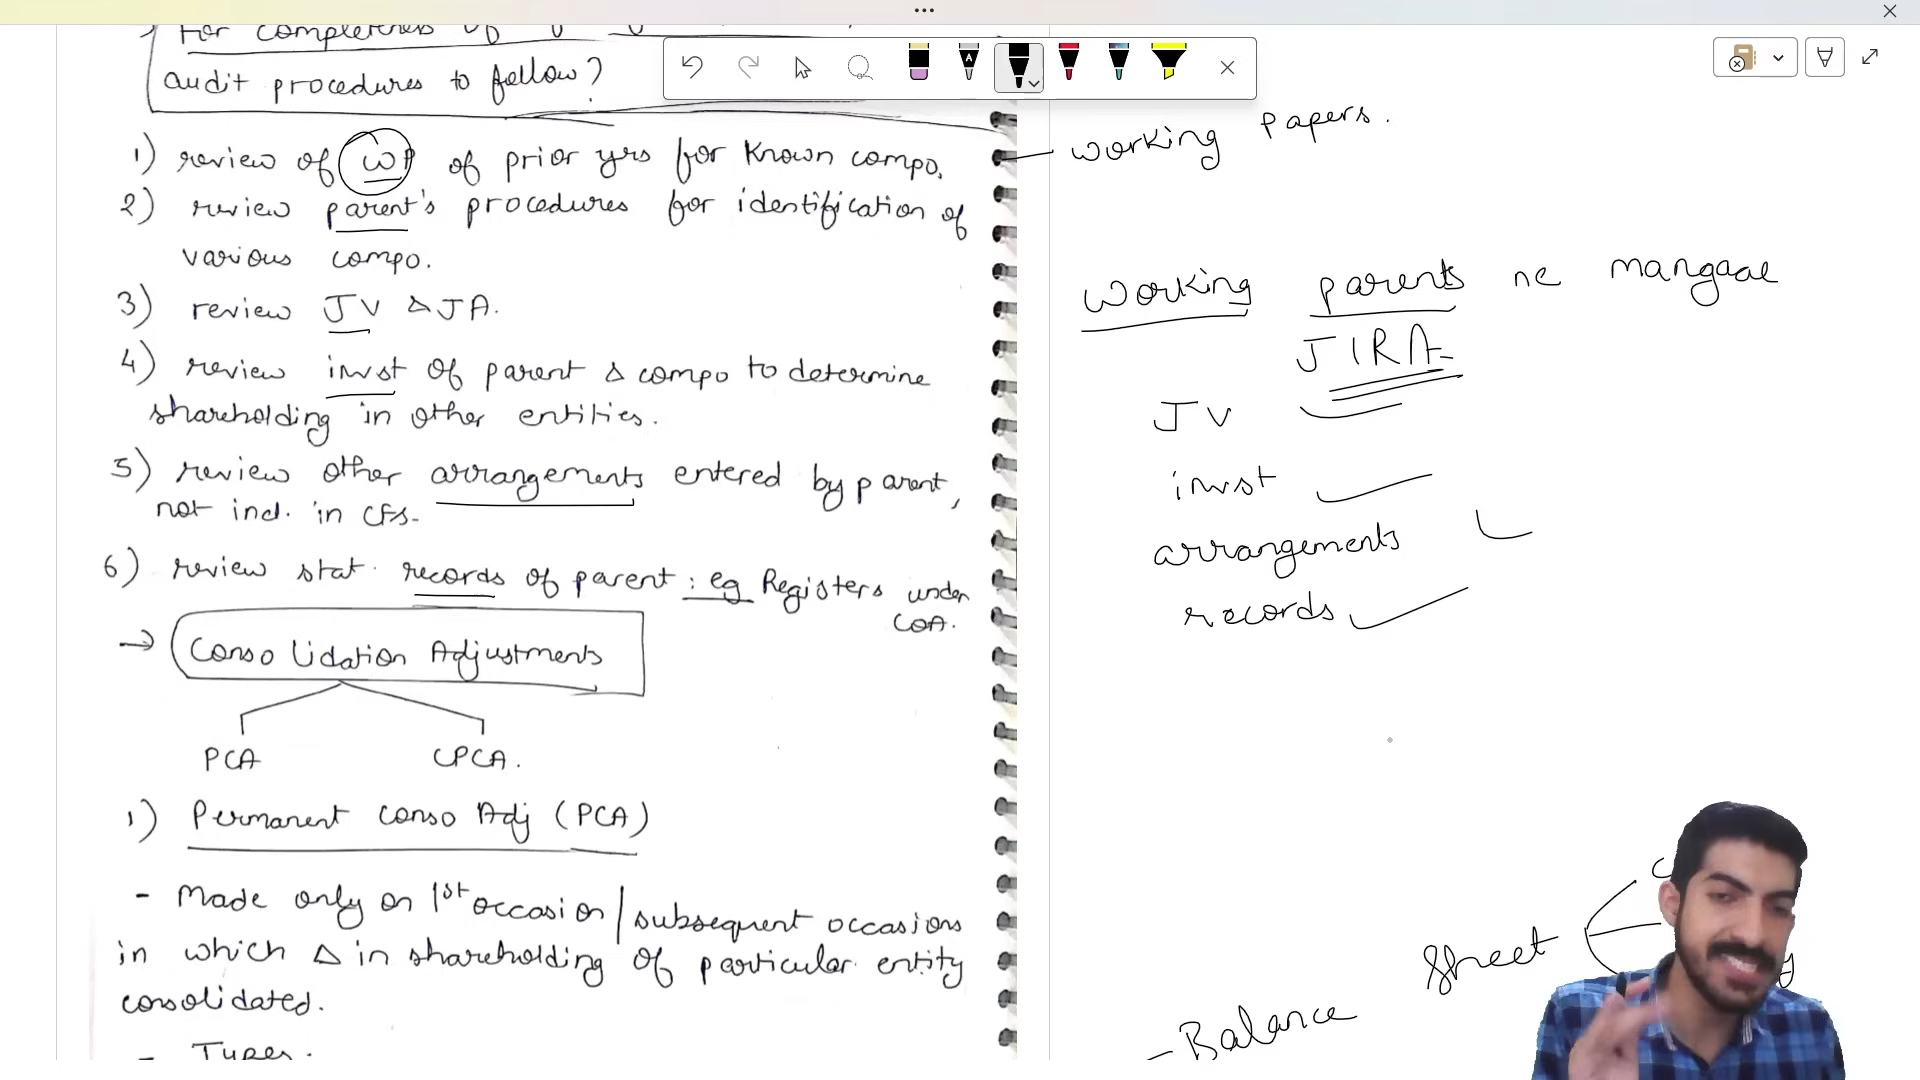 For completeness of
audit procedures to follow?
1) review of WP of prior yrs for known compo.
2) review parent's procedures for identification of
various compo.
3) review JV & JA.
4) review invst of parent & compo to determine
shareholding in other entities.
5) review other arrangements entered by parent,
not incl. in CFS.
6) review stat. records of parent : eg Registers under
COA.
→ Consolidation Adjustments
PCA CPCA.
1) Permanent Conso Adj (PCA)
- Made only on 1st occasion / subsequent occasions
in which Δ in shareholding of particular entity
consolidated.
- Types.
working papers.
working parents ne mangaae
JIRA
JV
invst
arrangements
records
- Balance Sheet